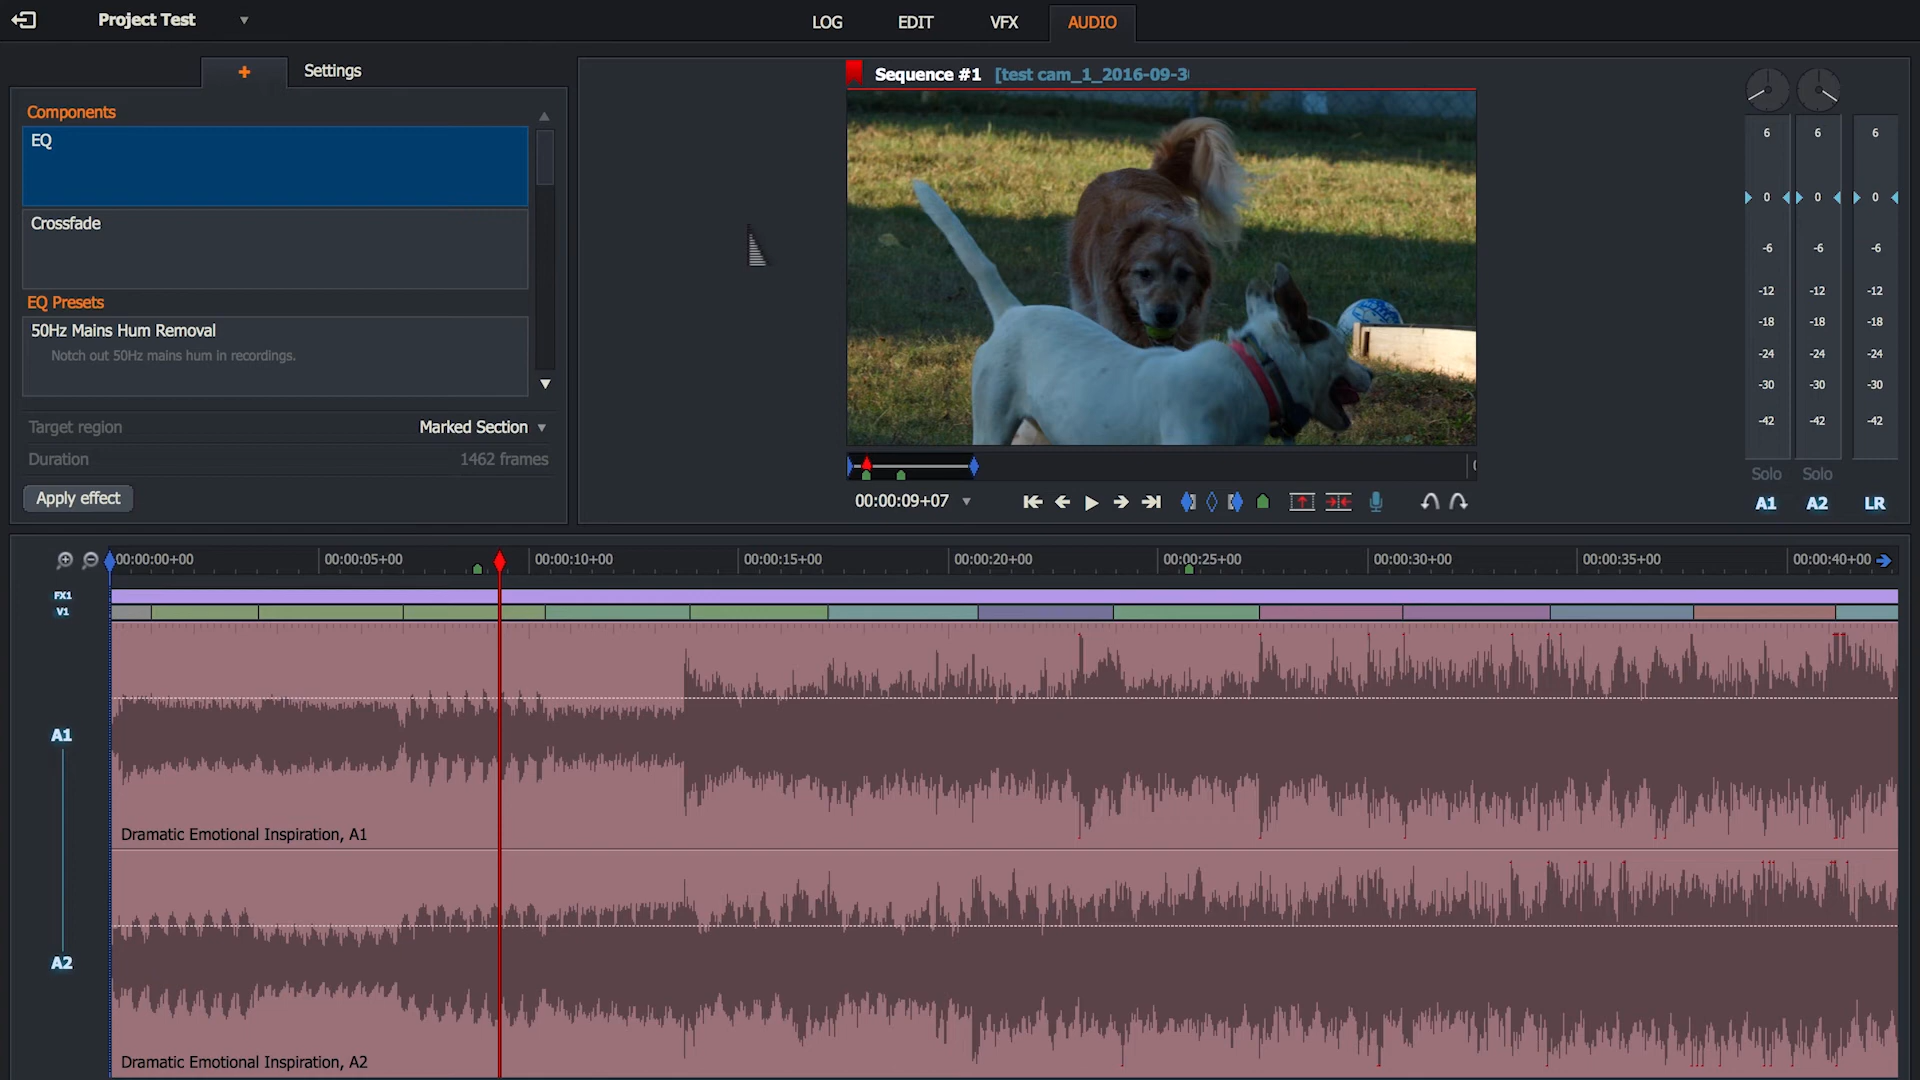 Project Test
LOG EDIT VFX AUDIO
Settings
Sequence #1 [test cam_1_2016-09-3
Components
EQ
Crossfade
EQ Presets
50Hz Mains Hum Removal
Notch out 50Hz mains hum in recordings.
Target region Marked Section
Duration 1462 frames
Apply effect
00:00:09+07
6 6 6
0 0 0
-6 -6 -6
-12 -12 -12
-18 -18 -18
-24 -24 -24
-30 -30 -30
-42 -42 -42
Solo Solo
A1 A2 LR
00:00:00+00 00:00:05+00 00:00:10+00 00:00:15+00 00:00:20+00 00:00:25+00 00:00:30+00 00:00:35+00 00:00:40+00
FX1
V1
A1
Dramatic Emotional Inspiration, A1
A2
Dramatic Emotional Inspiration, A2